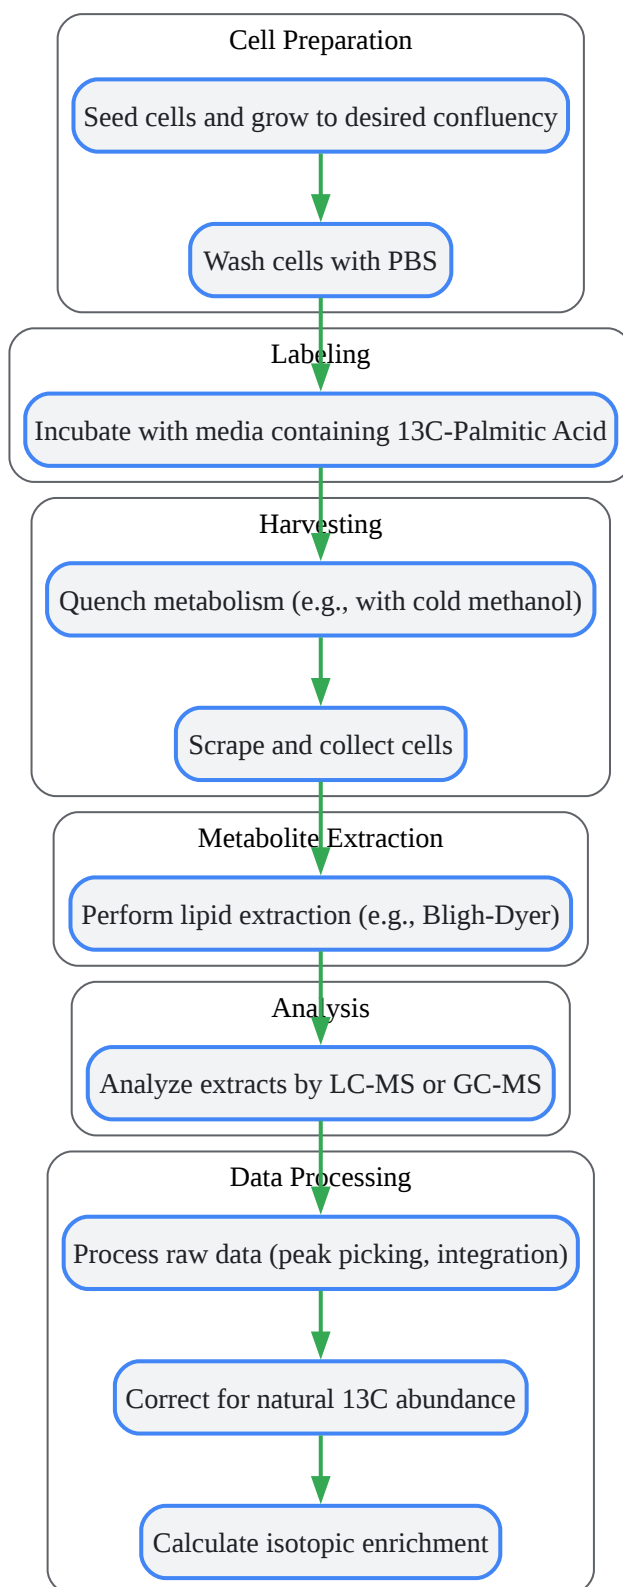 Cell Preparation
Seed cells and grow to desired confluency
Wash cells with PBS
Labeling
Incubate with media containing 13C-Palmitic Acid
Harvesting
Quench metabolism (e.g., with cold methanol)
Scrape and collect cells
Metabolite Extraction
Perform lipid extraction (e.g., Bligh-Dyer)
Analysis
Analyze extracts by LC-MS or GC-MS
Data Processing
Process raw data (peak picking, integration)
Correct for natural 13C abundance
Calculate isotopic enrichment